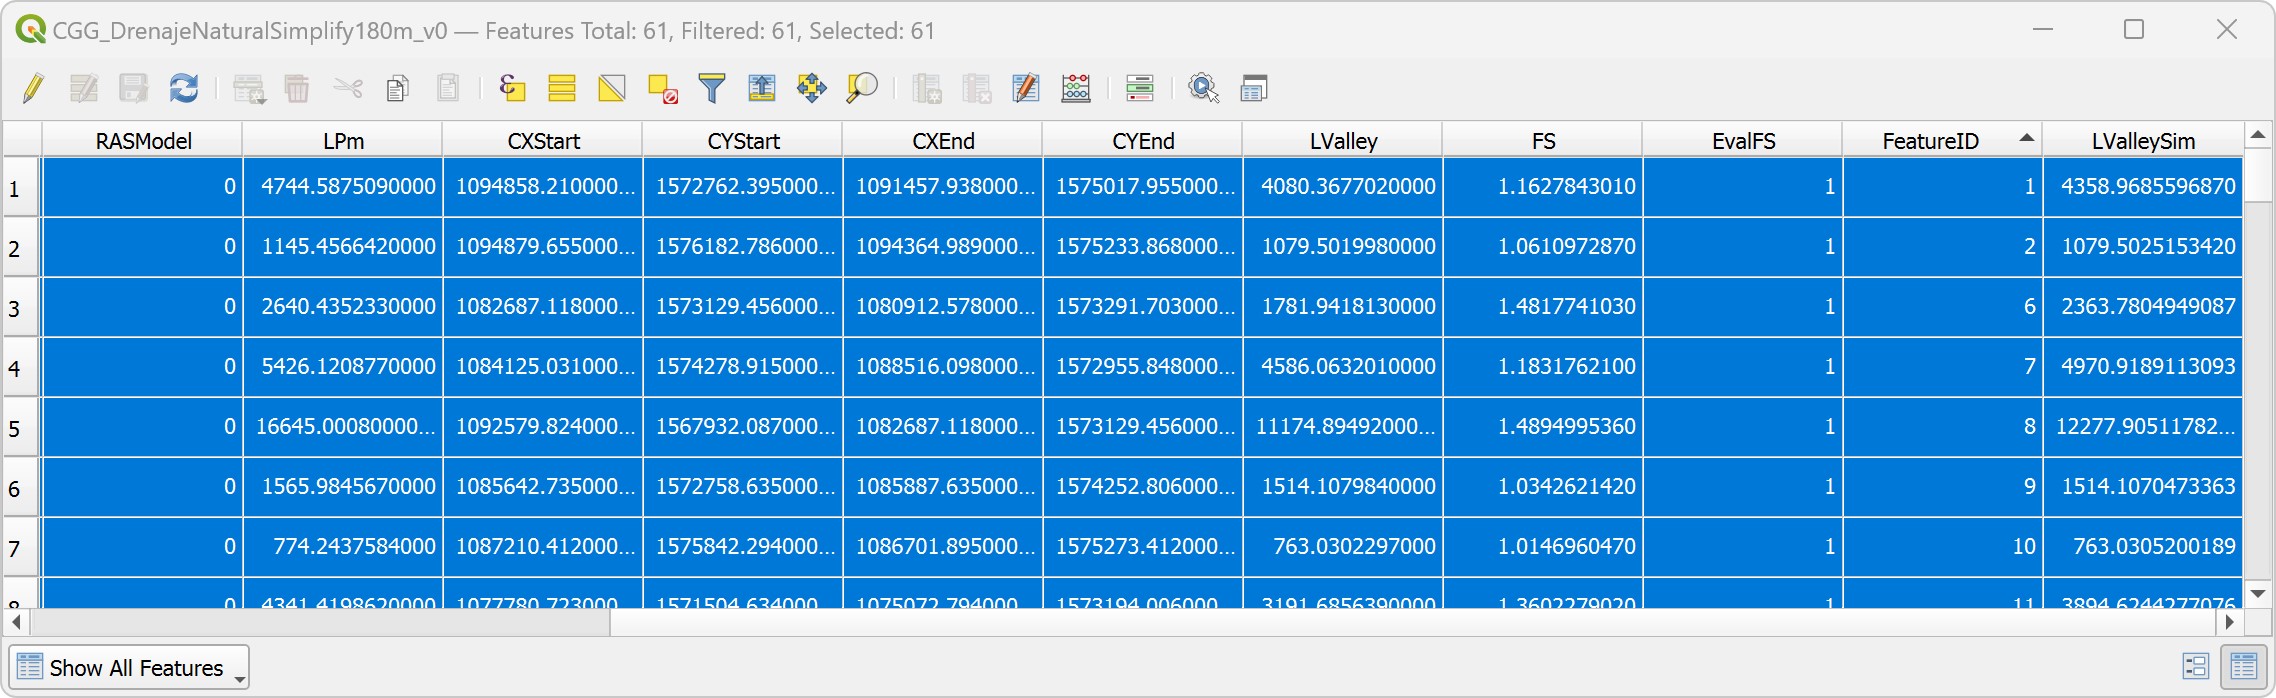 CGG_DrenajeNaturalSimplify180m_v0 — Features Total: 61, Filtered: 61, Selected: 61
RASModel LPm CXStart CYStart CXEnd CYEnd LValley FS EvalFS FeatureID LValleySim
1 0 4744.5875090000 1094858.210000... 1572762.395000... 1091457.938000... 1575017.955000... 4080.3677020000 1.1627843010 1 1 4358.9685596870
2 0 1145.4566420000 1094879.655000... 1576182.786000... 1094364.989000... 1575233.868000... 1079.5019980000 1.0610972870 1 2 1079.5025153420
3 0 2640.4352330000 1082687.118000... 1573129.456000... 1080912.578000... 1573291.703000... 1781.9418130000 1.4817741030 1 6 2363.7804949087
4 0 5426.1208770000 1084125.031000... 1574278.915000... 1088516.098000... 1572955.848000... 4586.0632010000 1.1831762100 1 7 4970.9189113093
5 0 16645.00080000... 1092579.824000... 1567932.087000... 1082687.118000... 1573129.456000... 11174.89492000... 1.4894995360 1 8 12277.90511782...
6 0 1565.9845670000 1085642.735000... 1572758.635000... 1085887.635000... 1574252.806000... 1514.1079840000 1.0342621420 1 9 1514.1070473363
7 0 774.2437584000 1087210.412000... 1575842.294000... 1086701.895000... 1575273.412000... 763.0302297000 1.0146960470 1 10 763.0305200189
8 0 4341.4198620000 1077780.723000... 1571504.634000... 1075072.794000... 1573194.006000... 3191.6856390000 1.3602279020 1 11 3894.6244277076
Show All Features